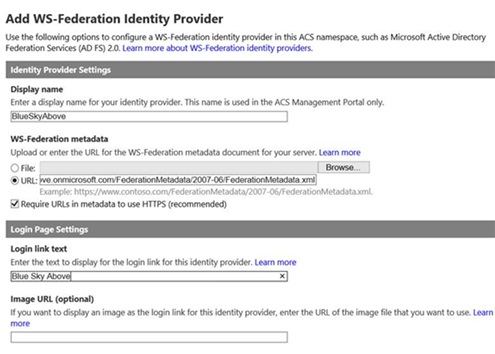 Add WS-Federation Identity Provider
Use the following options to configure a WS-Federation identity provider in this ACS namespace, such as Microsoft Active Directory
Federation Services (AD FS) 2.0. Learn more about WS-Federation identity providers.
Identity Provider Settings
Display name
Enter a display name for your identity provider. This name is used in the ACS Management Portal only.
BlueSkyAbove
WS-Federation metadata
Upload or enter the URL for the WS-Federation metadata document for your server. Learn more
File: Browse...
URL: ve.onmicrosoft.com/FederationMetadata/2007-06/FederationMetadata.xml
Example: https://www.contoso.com/FederationMetadata/2007-06/FederationMetadata.xml.
Require URLs in metadata to use HTTPS (recommended)
Login Page Settings
Login link text
Enter the text to display for the login link for this identity provider. Learn more
Blue Sky Above
Image URL (optional)
If you want to display an image as the login link for this identity provider, enter the URL of the image file that you want to use. Learn
more